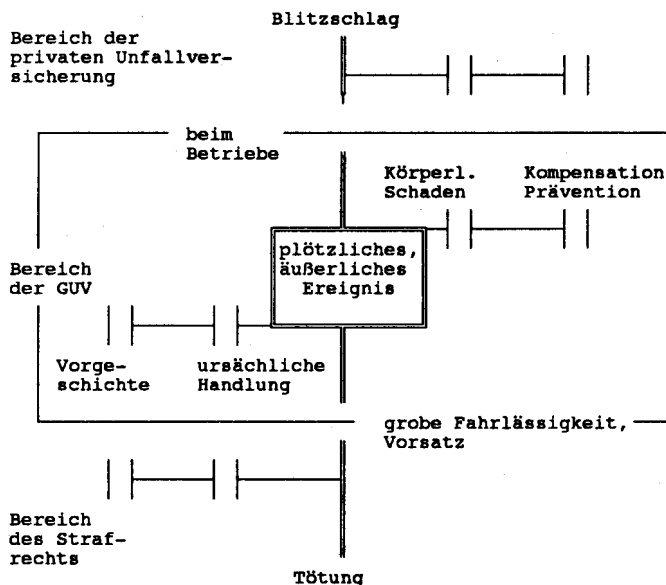 Blitzschlag
Bereich der
privaten Unfallver-
sicherung
beim
Betriebe
Körperl.
Schaden
Kompensation
Prävention
plötzliches,
äußerliches
Ereignis
Bereich
der GUV
Vorge-
schichte
ursächliche
Handlung
grobe Fahrlässigkeit,
Vorsatz
Bereich
des Straf-
rechts
Tötung